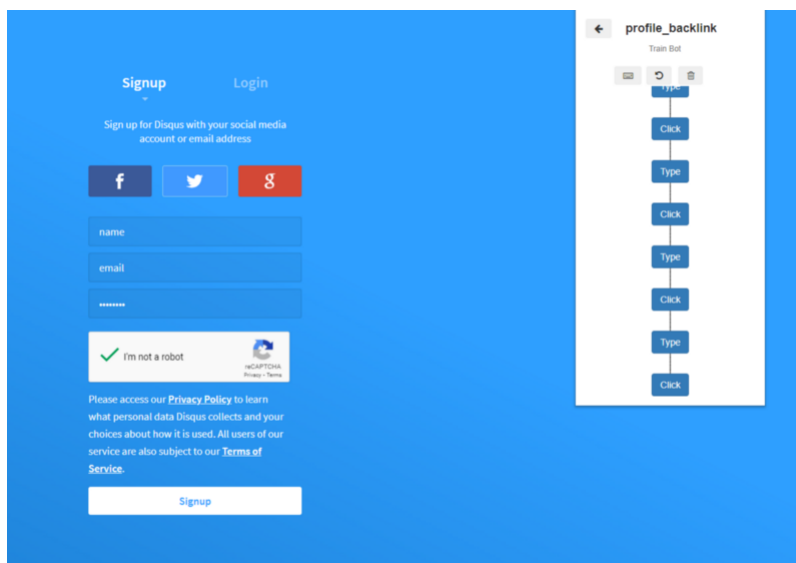 Signup Login
Sign up for Disqus with your social media
account or email address
f g
name
email
I'm not a robot
reCAPTCHA
Privacy - Terms
Please access our Privacy Policy to learn
what personal data Disqus collects and your
choices about how it is used. All users of our
service are also subject to our Terms of
Service.
Signup
profile_backlink
Train Bot
Type
Click
Type
Click
Type
Click
Type
Click